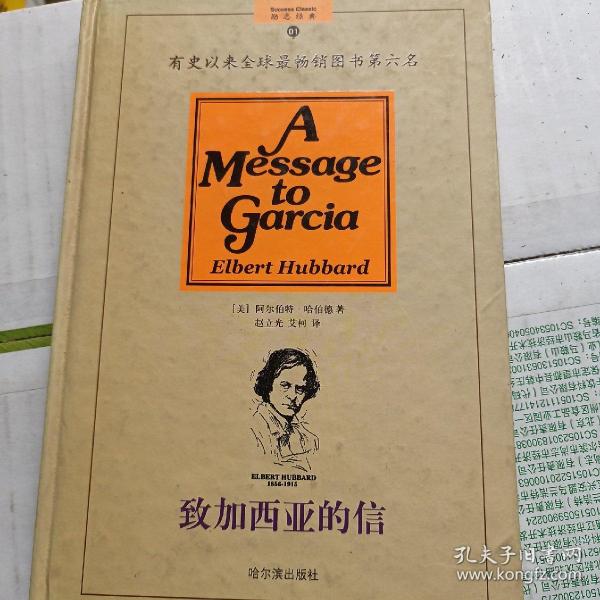 Success Classic
励志经典
01
有史以来全球最畅销图书第六名
A
Message
to
Garcia
Elbert Hubbard
[美] 阿尔伯特·哈伯德 著
赵立光 艾柯 译
ELBERT HUBBARD
1856-1915
致加西亚的信
哈尔滨出版社
孔夫子旧书网
www.kongfz.com